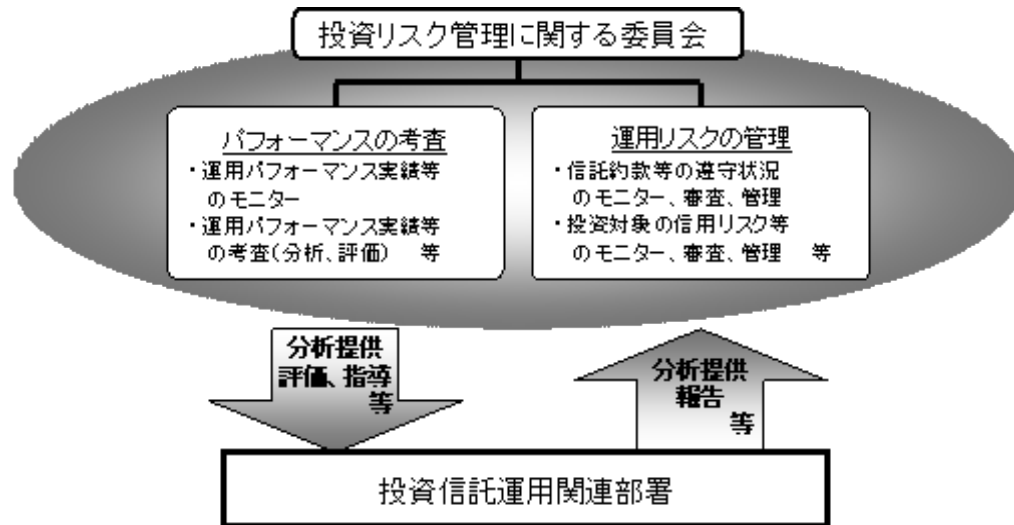 投資リスク管理に関する委員会
パフォーマンスの考査
・運用パフォーマンス実績等
のモニター
・運用パフォーマンス実績等
の考査(分析、評価) 等
運用リスクの管理
・信託約款等の遵守状況
のモニター、審査、管理
・投資対象の信用リスク等
のモニター、審査、管理 等
分析提供
評価、指導
等
分析提供
報告
等
投資信託運用関連部署